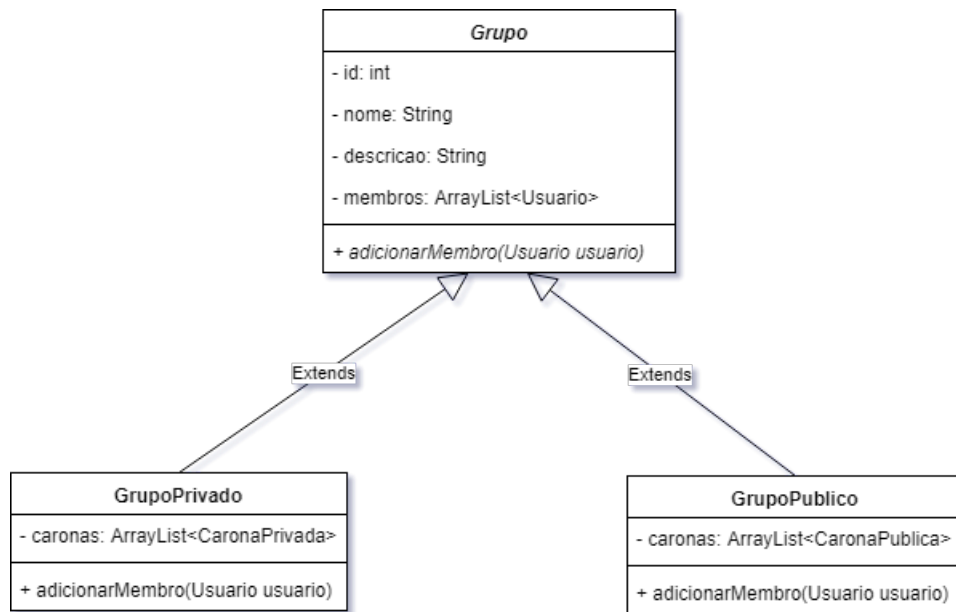 Grupo
- id: int
- nome: String
- descricao: String
- membros: ArrayList<Usuario>
+ adicionarMembro(Usuario usuario)
Extends
Extends
GrupoPrivado
- caronas: ArrayList<CaronaPrivada>
+ adicionarMembro(Usuario usuario)
GrupoPublico
- caronas: ArrayList<CaronaPublica>
+ adicionarMembro(Usuario usuario)